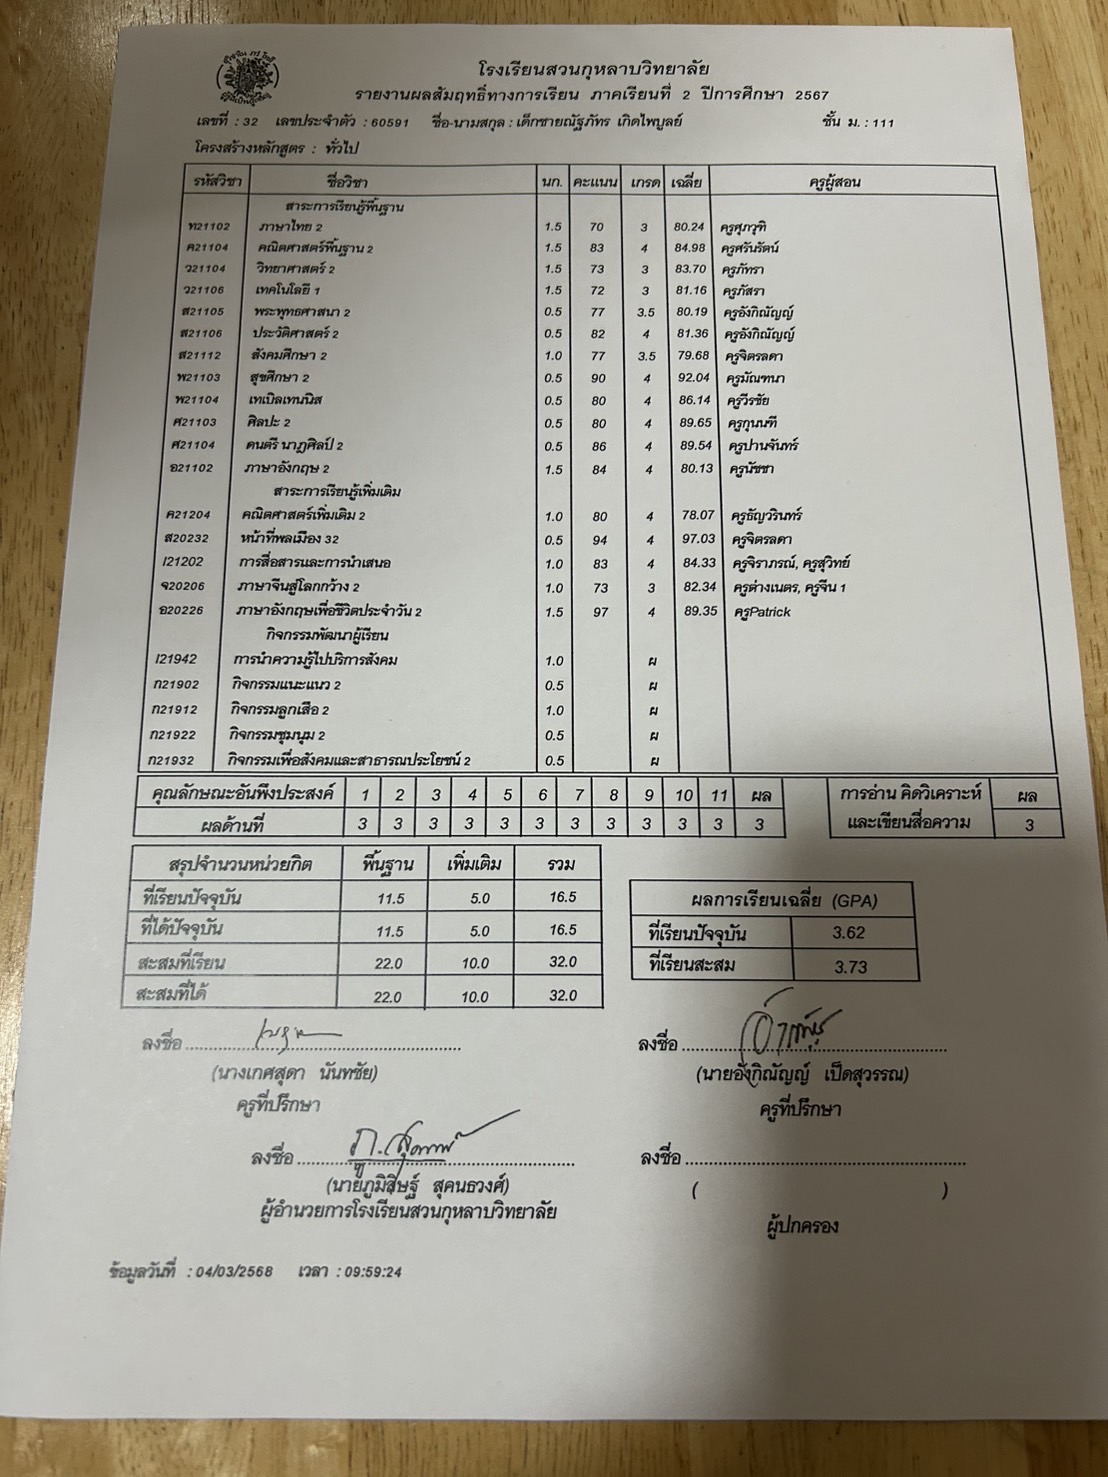 โรงเรียนสวนกุหลาบวิทยาลัย
รายงานผลสัมฤทธิ์ทางการเรียน ภาคเรียนที่ 2 ปีการศึกษา 2567
เลขที่ : 32 เลขประจำตัว : 60591 ชื่อ-นามสกุล : เด็กชายณัฐภัทร เกิดไพบูลย์ ชั้น ม. : 111
โครงสร้างหลักสูตร : ทั่วไป
รหัสวิชา ชื่อวิชา นก. คะแนน เกรด เฉลี่ย ครูผู้สอน
สาระการเรียนรู้พื้นฐาน
ท21102 ภาษาไทย 2 1.5 70 3 80.24 ครูศุภวุฑิ
ค21104 คณิตศาสตร์พื้นฐาน 2 1.5 83 4 84.98 ครูศรันรัตน์
ว21104 วิทยาศาสตร์ 2 1.5 73 3 83.70 ครูภัทรา
ว21106 เทคโนโลยี 1 1.5 72 3 81.16 ครูภัสรา
ส21105 พระพุทธศาสนา 2 0.5 77 3.5 80.19 ครูอังกิณัญญ์
ส21106 ประวัติศาสตร์ 2 0.5 82 4 81.36 ครูอังกิณัญญ์
ส21112 สังคมศึกษา 2 1.0 77 3.5 79.68 ครูจิตรลดา
พ21103 สุขศึกษา 2 0.5 90 4 92.04 ครูมัณฑนา
พ21104 เทเบิลเทนนิส 0.5 80 4 86.14 ครูวีรชัย
ศ21103 ศิลปะ 2 0.5 80 4 89.65 ครูกุนนที
ศ21104 ดนตรี นาฏศิลป์ 2 0.5 86 4 89.54 ครูปานจันทร์
อ21102 ภาษาอังกฤษ 2 1.5 84 4 80.13 ครูนัชชา
สาระการเรียนรู้เพิ่มเติม
ค21204 คณิตศาสตร์เพิ่มเติม 2 1.0 80 4 78.07 ครูธัญวรินทร์
ส20232 หน้าที่พลเมือง 32 0.5 94 4 97.03 ครูจิตรลดา
I21202 การสื่อสารและการนำเสนอ 1.0 83 4 84.33 ครูจิราภรณ์, ครูสุวิทย์
จ20206 ภาษาจีนสู่โลกกว้าง 2 1.0 73 3 82.34 ครูต่างเนตร, ครูจีน 1
อ20226 ภาษาอังกฤษเพื่อชีวิตประจำวัน 2 1.5 97 4 89.35 ครูPatrick
กิจกรรมพัฒนาผู้เรียน
I21942 การนำความรู้ไปบริการสังคม 1.0 ผ
ก21902 กิจกรรมแนะแนว 2 0.5 ผ
ก21912 กิจกรรมลูกเสือ 2 1.0 ผ
ก21922 กิจกรรมชุมนุม 2 0.5 ผ
ก21932 กิจกรรมเพื่อสังคมและสาธารณประโยชน์ 2 0.5 ผ
คุณลักษณะอันพึงประสงค์ 1 2 3 4 5 6 7 8 9 10 11 ผล
ผลด้านที่ 3 3 3 3 3 3 3 3 3 3 3 3
การอ่าน คิดวิเคราะห์ ผล
และเขียนสื่อความ 3
สรุปจำนวนหน่วยกิต พื้นฐาน เพิ่มเติม รวม
ที่เรียนปัจจุบัน 11.5 5.0 16.5
ที่ได้ปัจจุบัน 11.5 5.0 16.5
สะสมที่เรียน 22.0 10.0 32.0
สะสมที่ได้ 22.0 10.0 32.0
ผลการเรียนเฉลี่ย (GPA)
ที่เรียนปัจจุบัน 3.62
ที่เรียนสะสม 3.73
ลงชื่อ
(นางเกศสุดา นันทชัย)
ครูที่ปรึกษา
ลงชื่อ
(นายอังกิณัญญ์ เป็ดสุวรรณ)
ครูที่ปรึกษา
ลงชื่อ
(นายภูมิสิษฐ์ สุคนธวงศ์)
ผู้อำนวยการโรงเรียนสวนกุหลาบวิทยาลัย
ลงชื่อ
( )
ผู้ปกครอง
ข้อมูลวันที่ : 04/03/2568 เวลา : 09:59:24